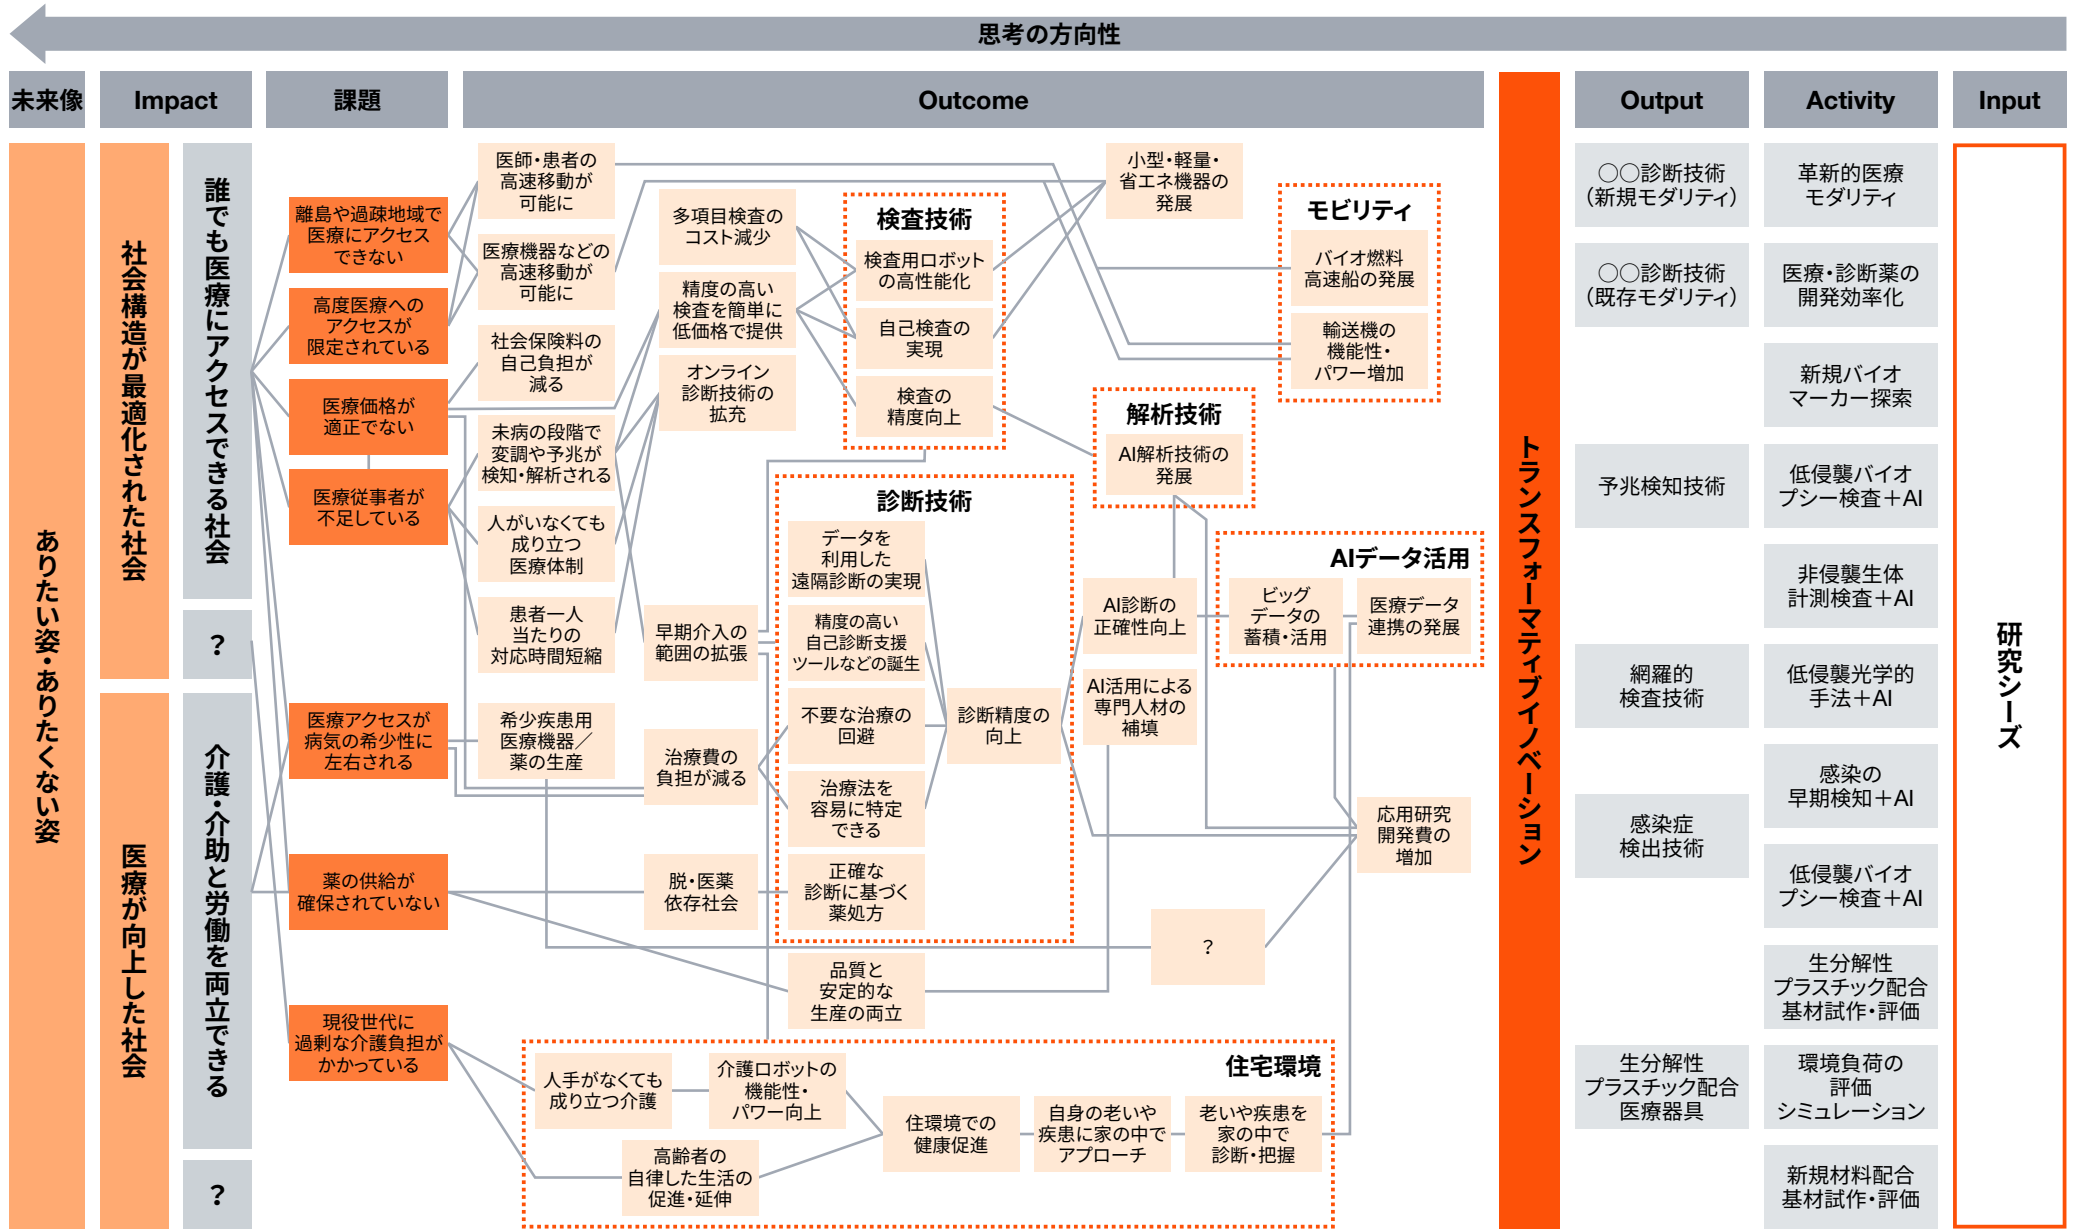 思考の方向性
未来像
Impact
課題
Outcome
Output
Activity
Input
ありたい姿・ありたくない姿
社会構造が最適化された社会
医療が向上した社会
誰でも医療にアクセスできる社会
?
介護・介助と労働を両立できる
?
離島や過疎地域で
医療にアクセス
できない
高度医療への
アクセスが
限定されている
医療価格が
適正でない
医療従事者が
不足している
医療アクセスが
病気の希少性に
左右される
薬の供給が
確保されていない
現役世代に
過剰な介護負担が
かかっている
医師・患者の
高速移動が
可能に
医療機器などの
高速移動が
可能に
社会保険料の
自己負担が
減る
未病の段階で
変調や予兆が
検知・解析される
人がいなくても
成り立つ
医療体制
患者一人
当たりの
対応時間短縮
希少疾患用
医療機器/
薬の生産
多項目検査の
コスト減少
精度の高い
検査を簡単に
低価格で提供
オンライン
診断技術の
拡充
早期介入の
範囲の拡張
治療費の
負担が減る
脱・医薬
依存社会
検査技術
検査用ロボット
の高性能化
自己検査の
実現
検査の
精度向上
診断技術
データを
利用した
遠隔診断の実現
精度の高い
自己診断支援
ツールなどの誕生
不要な治療の
回避
治療法を
容易に特定
できる
正確な
診断に基づく
薬処方
診断精度の
向上
品質と
安定的な
生産の両立
小型・軽量・
省エネ機器の
発展
モビリティ
バイオ燃料
高速船の発展
輸送機の
機能性・
パワー増加
解析技術
AI解析技術の
発展
AIデータ活用
ビッグ
データの
蓄積・活用
医療データ
連携の発展
AI診断の
正確性向上
AI活用による
専門人材の
補填
応用研究
開発費の
増加
?
住宅環境
人手がなくても
成り立つ介護
介護ロボットの
機能性・
パワー向上
高齢者の
自律した生活の
促進・延伸
住環境での
健康促進
自身の老いや
疾患に家の中で
アプローチ
老いや疾患を
家の中で
診断・把握
トランスフォーマティブイノベーション
○○診断技術
(新規モダリティ)
○○診断技術
(既存モダリティ)
予兆検知技術
網羅的
検査技術
感染症
検出技術
生分解性
プラスチック配合
医療器具
革新的医療
モダリティ
医療・診断薬の
開発効率化
新規バイオ
マーカー探索
低侵襲バイオ
プシー検査+AI
非侵襲生体
計測検査+AI
低侵襲光学的
手法+AI
感染の
早期検知+AI
低侵襲バイオ
プシー検査+AI
生分解性
プラスチック配合
基材試作・評価
環境負荷の
評価
シミュレーション
新規材料配合
基材試作・評価
研究シーズ